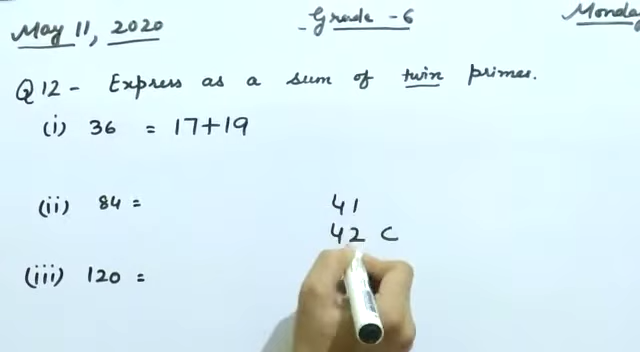 May 11, 2020 Grade - 6 Monday
Q12 - Express as a sum of twin primes.
(i) 36 = 17+19
(ii) 84 = 41
42 C
(iii) 120 =